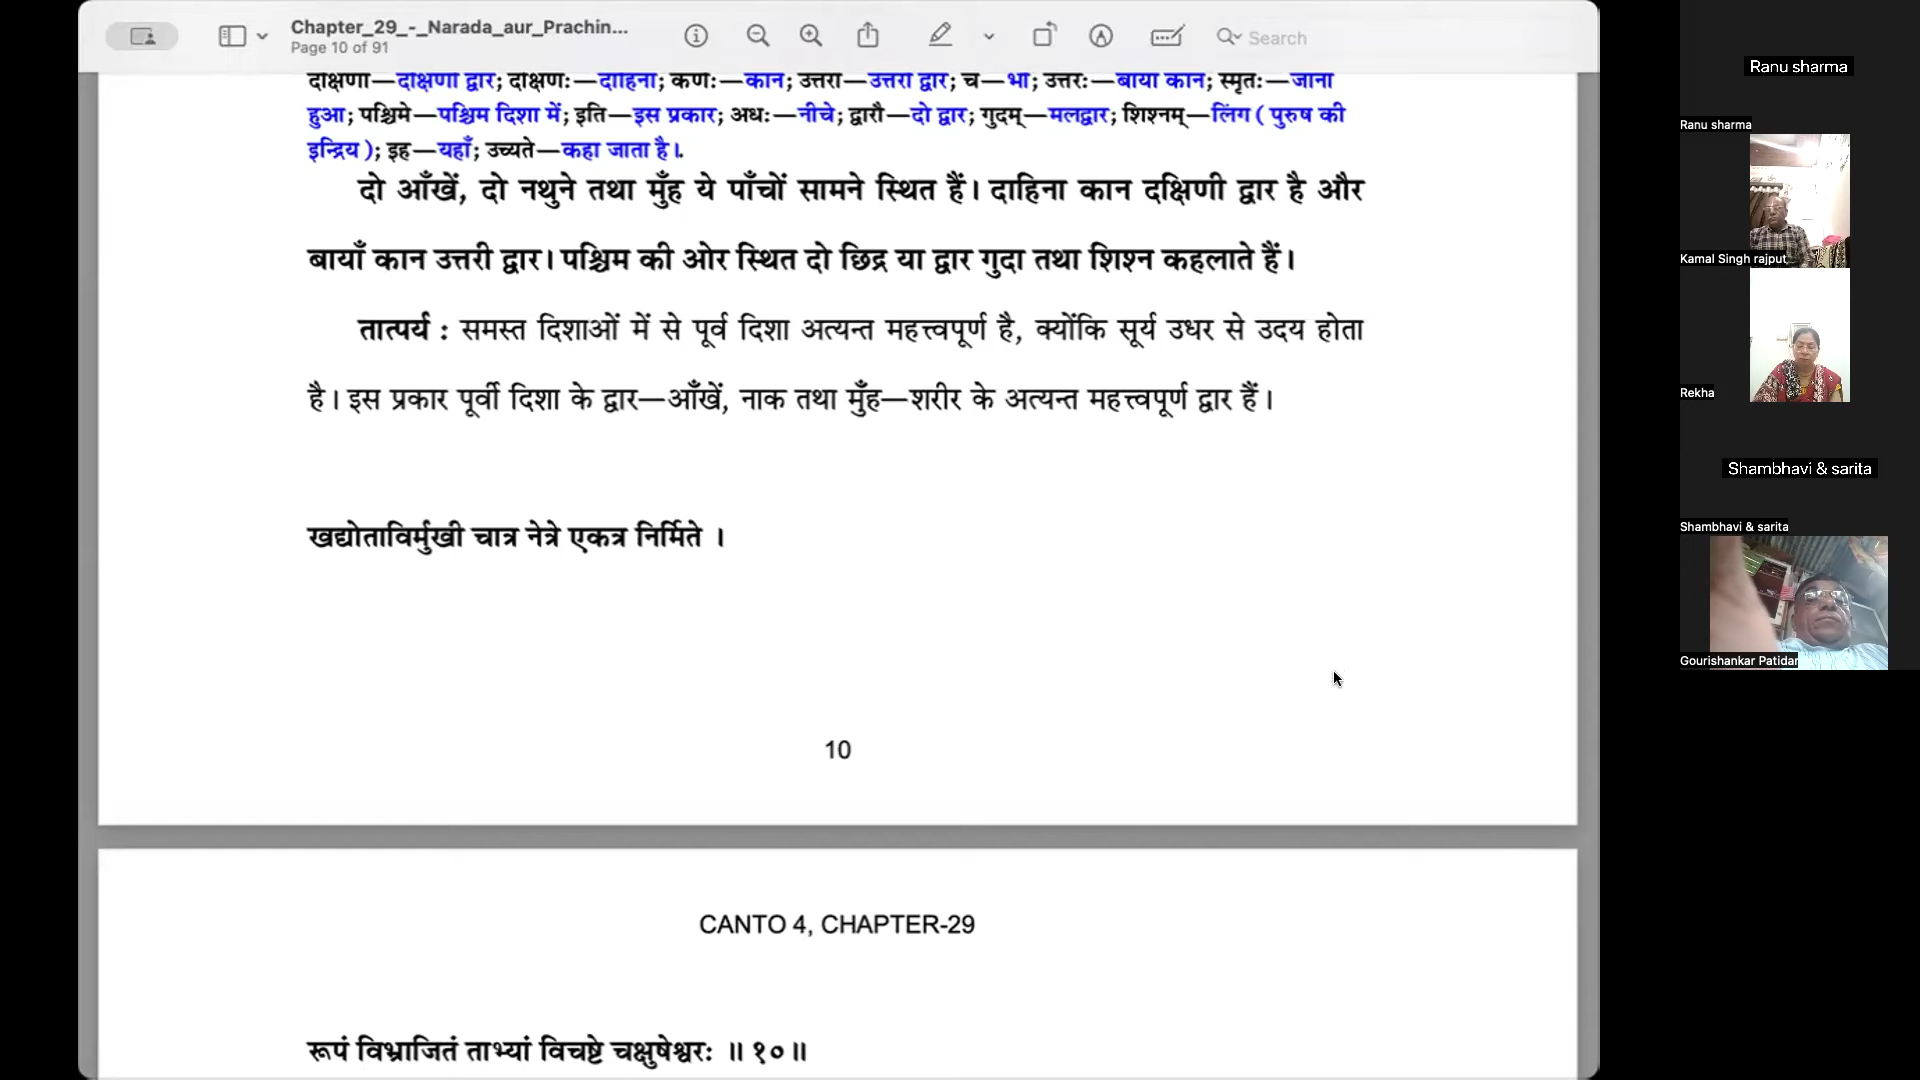 Chapter_29_-_Narada_aur_Prachin...
Page 10 of 91
Search
दक्षिणा—दक्षिणी द्वार; दक्षिणः—दाहिना; कर्णः—कान; उत्तरा—उत्तरी द्वार; च—भी; उत्तरः—बायाँ कान; स्मृतः—जाना
हुआ; पश्चिमे—पश्चिम दिशा में; इति—इस प्रकार; अधः—नीचे; द्वारौ—दो द्वार; गुदम्—मलद्वार; शिश्नम्—लिंग ( पुरुष की
इन्द्रिय ); इह—यहाँ; उच्यते—कहा जाता है।.
दो आँखें, दो नथुने तथा मुँह ये पाँचों सामने स्थित हैं। दाहिना कान दक्षिणी द्वार है और
बायाँ कान उत्तरी द्वार। पश्चिम की ओर स्थित दो छिद्र या द्वार गुदा तथा शिश्न कहलाते हैं।
तात्पर्य : समस्त दिशाओं में से पूर्व दिशा अत्यन्त महत्त्वपूर्ण है, क्योंकि सूर्य उधर से उदय होता
है। इस प्रकार पूर्वी दिशा के द्वार—आँखें, नाक तथा मुँह—शरीर के अत्यन्त महत्त्वपूर्ण द्वार हैं।
खद्योताविर्मुखी चात्र नेत्रे एकत्र निर्मिते ।
10
CANTO 4, CHAPTER-29
रूपं विभ्राजितं ताभ्यां विचष्टे चक्षुषेश्वरः ॥ १०॥
Ranu sharma
Ranu sharma
Kamal Singh rajput
Rekha
Shambhavi & sarita
Shambhavi & sarita
Gourishankar Patidar